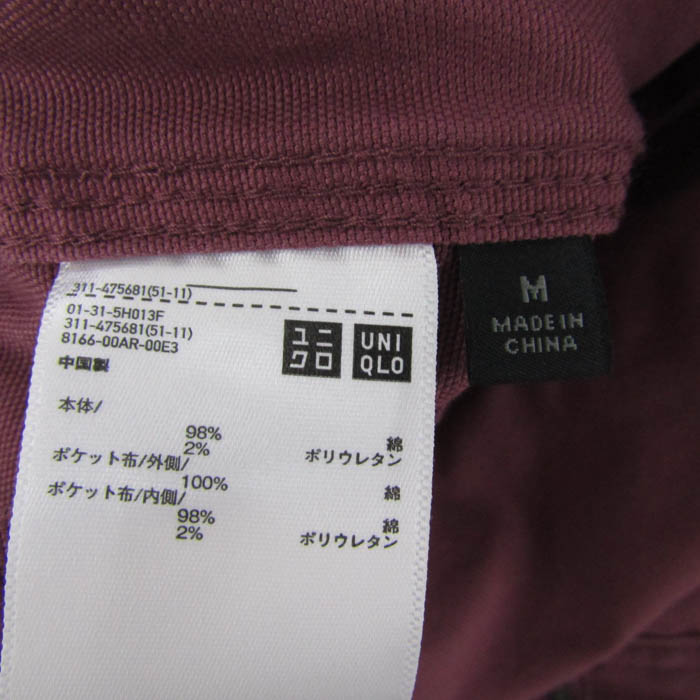 311-475681(51-11)
01-31-5H013F
311-475681(51-11)
8166-00AR-00E3
中国製
ユニ
クロ
UNI
QLO
本体/
98% 綿
2% ポリウレタン
ポケット布/外側/
100% 綿
ポケット布/内側/
98% 綿
2% ポリウレタン
M
MADE IN
CHINA